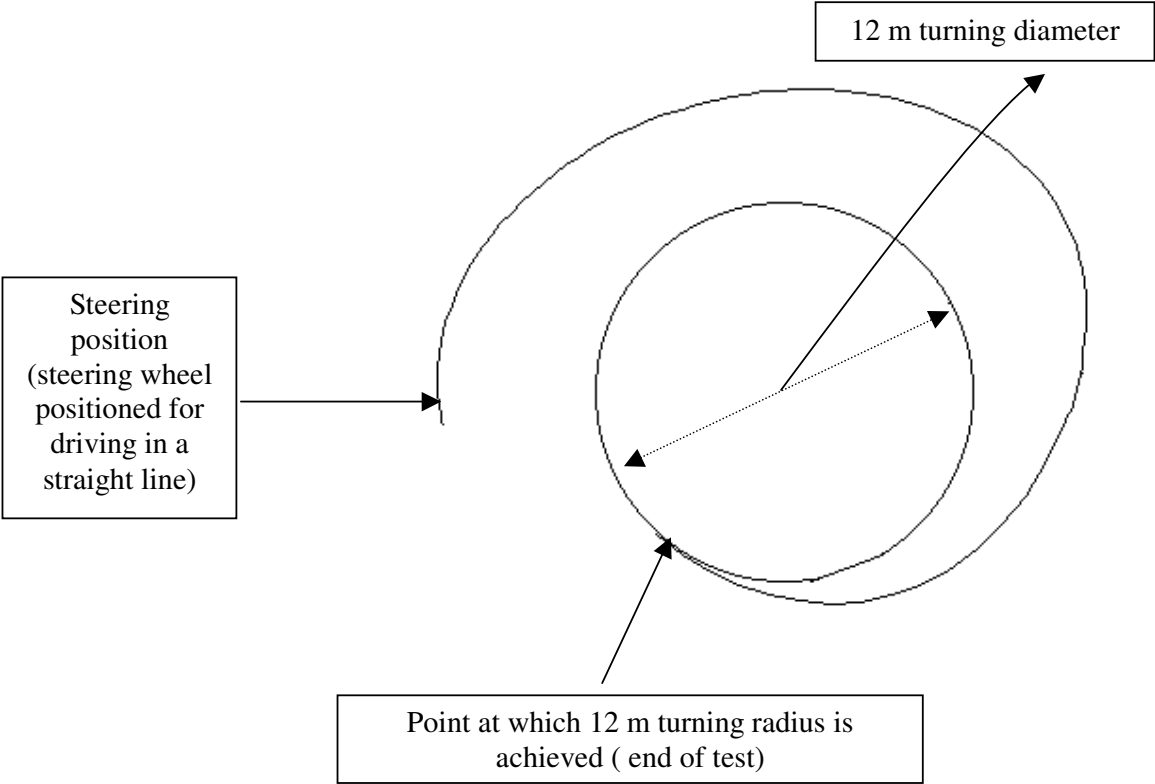 12 m turning diameter
Steering
position
(steering wheel
positioned for
driving in a
straight line)
Point at which 12 m turning radius is
achieved ( end of test)